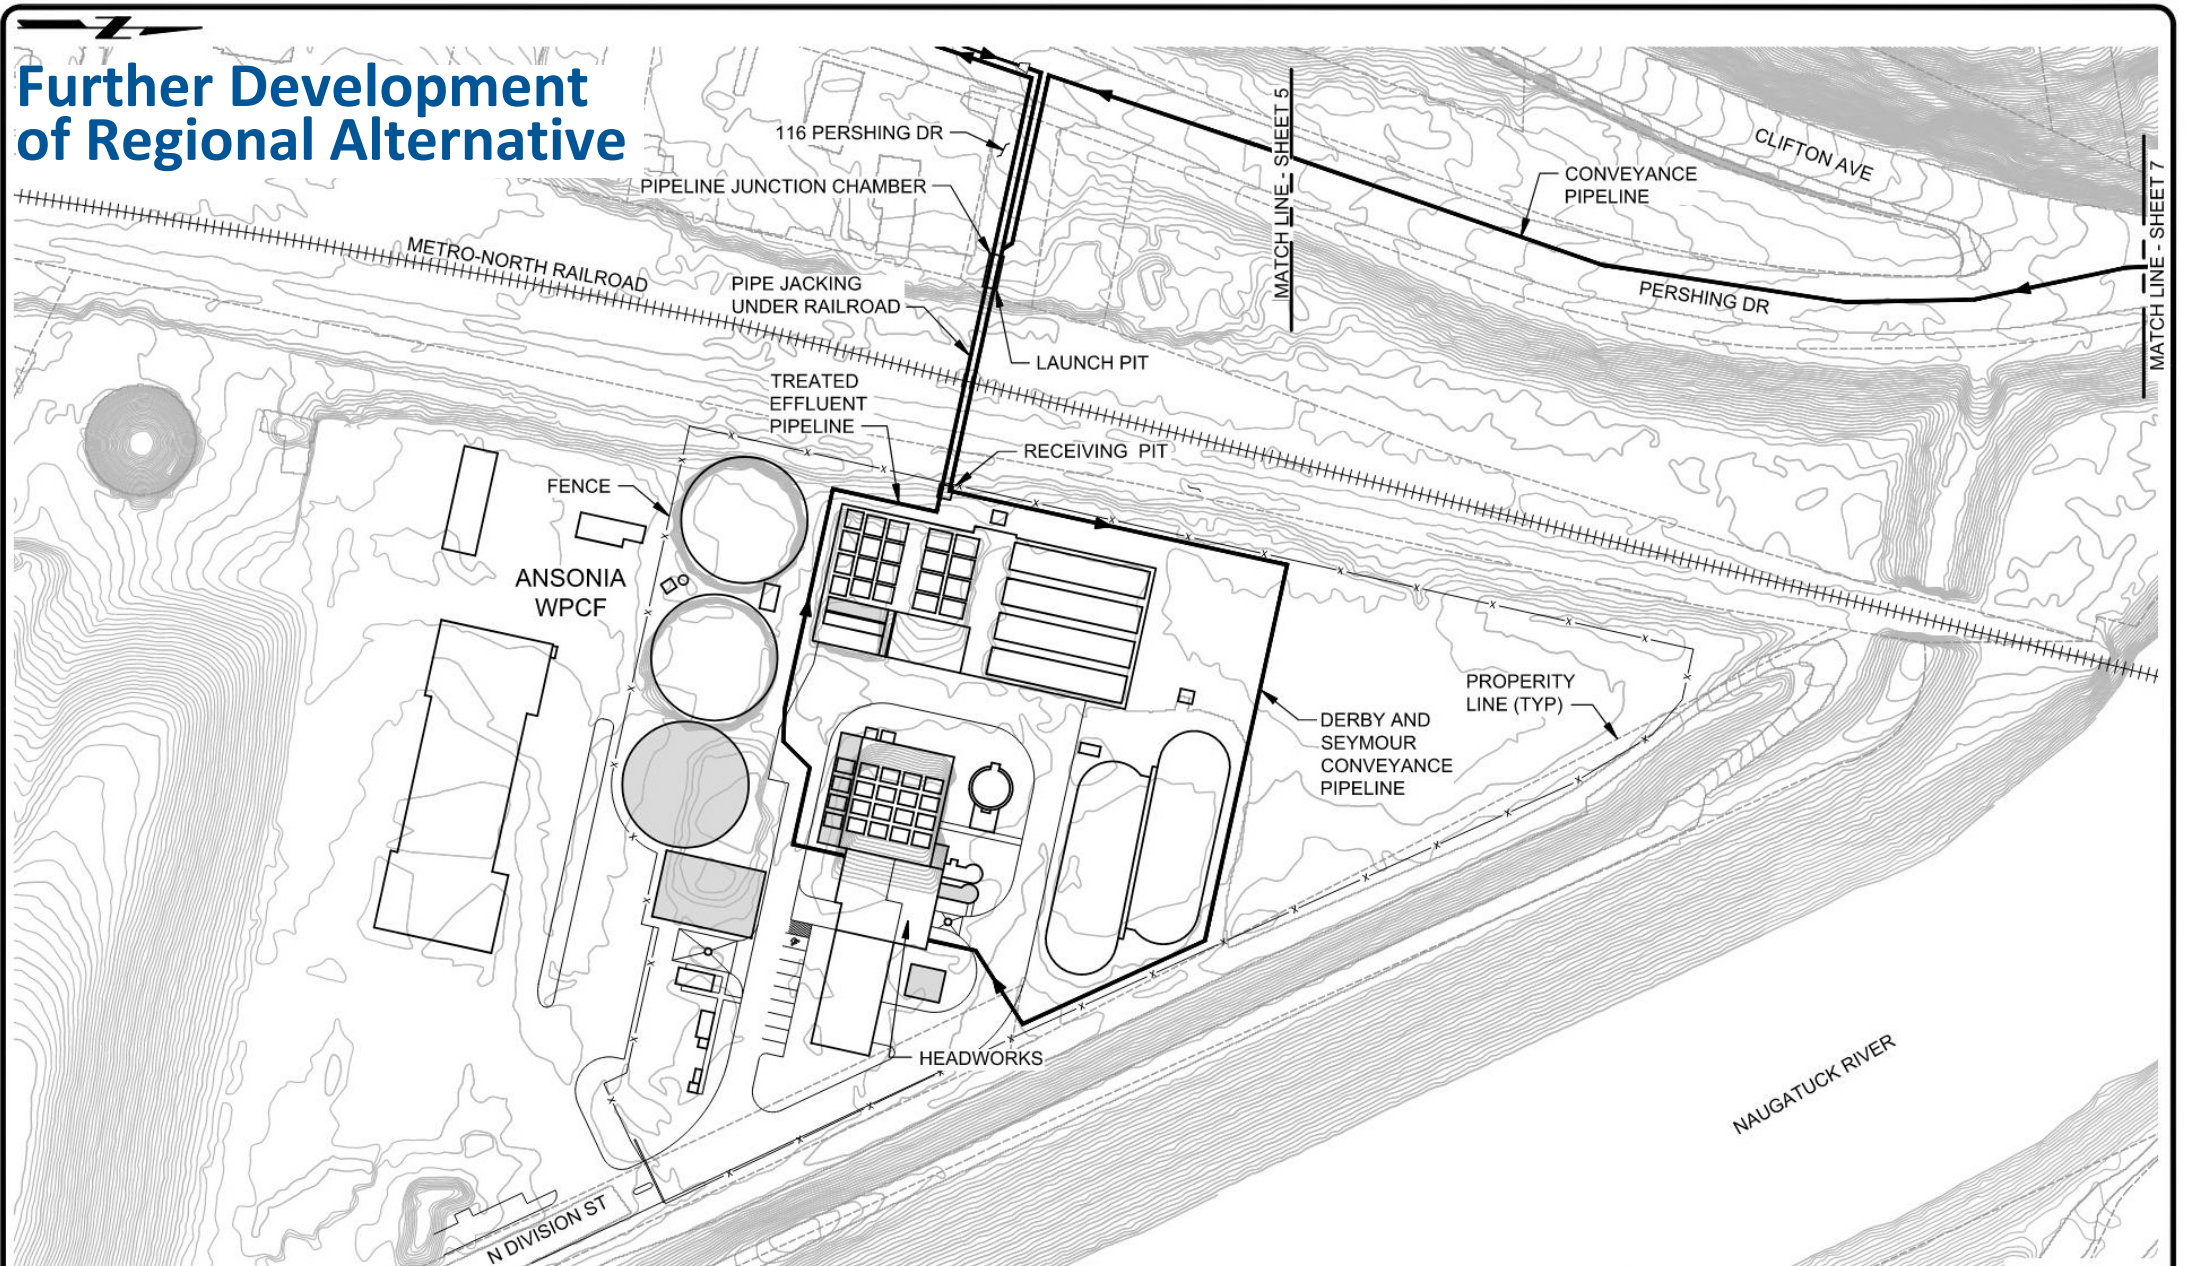 Further Development
of Regional Alternative
116 PERSHING DR
PIPELINE JUNCTION CHAMBER
MATCH LINE - SHEET 5
CLIFTON AVE
CONVEYANCE
PIPELINE
MATCH LINE - SHEET 7
METRO-NORTH RAILROAD
PIPE JACKING
UNDER RAILROAD
PERSHING DR
LAUNCH PIT
TREATED
EFFLUENT
PIPELINE
RECEIVING PIT
FENCE
ANSONIA
WPCF
PROPERITY
LINE (TYP)
DERBY AND
SEYMOUR
CONVEYANCE
PIPELINE
HEADWORKS
NAUGATUCK RIVER
N DIVISION ST